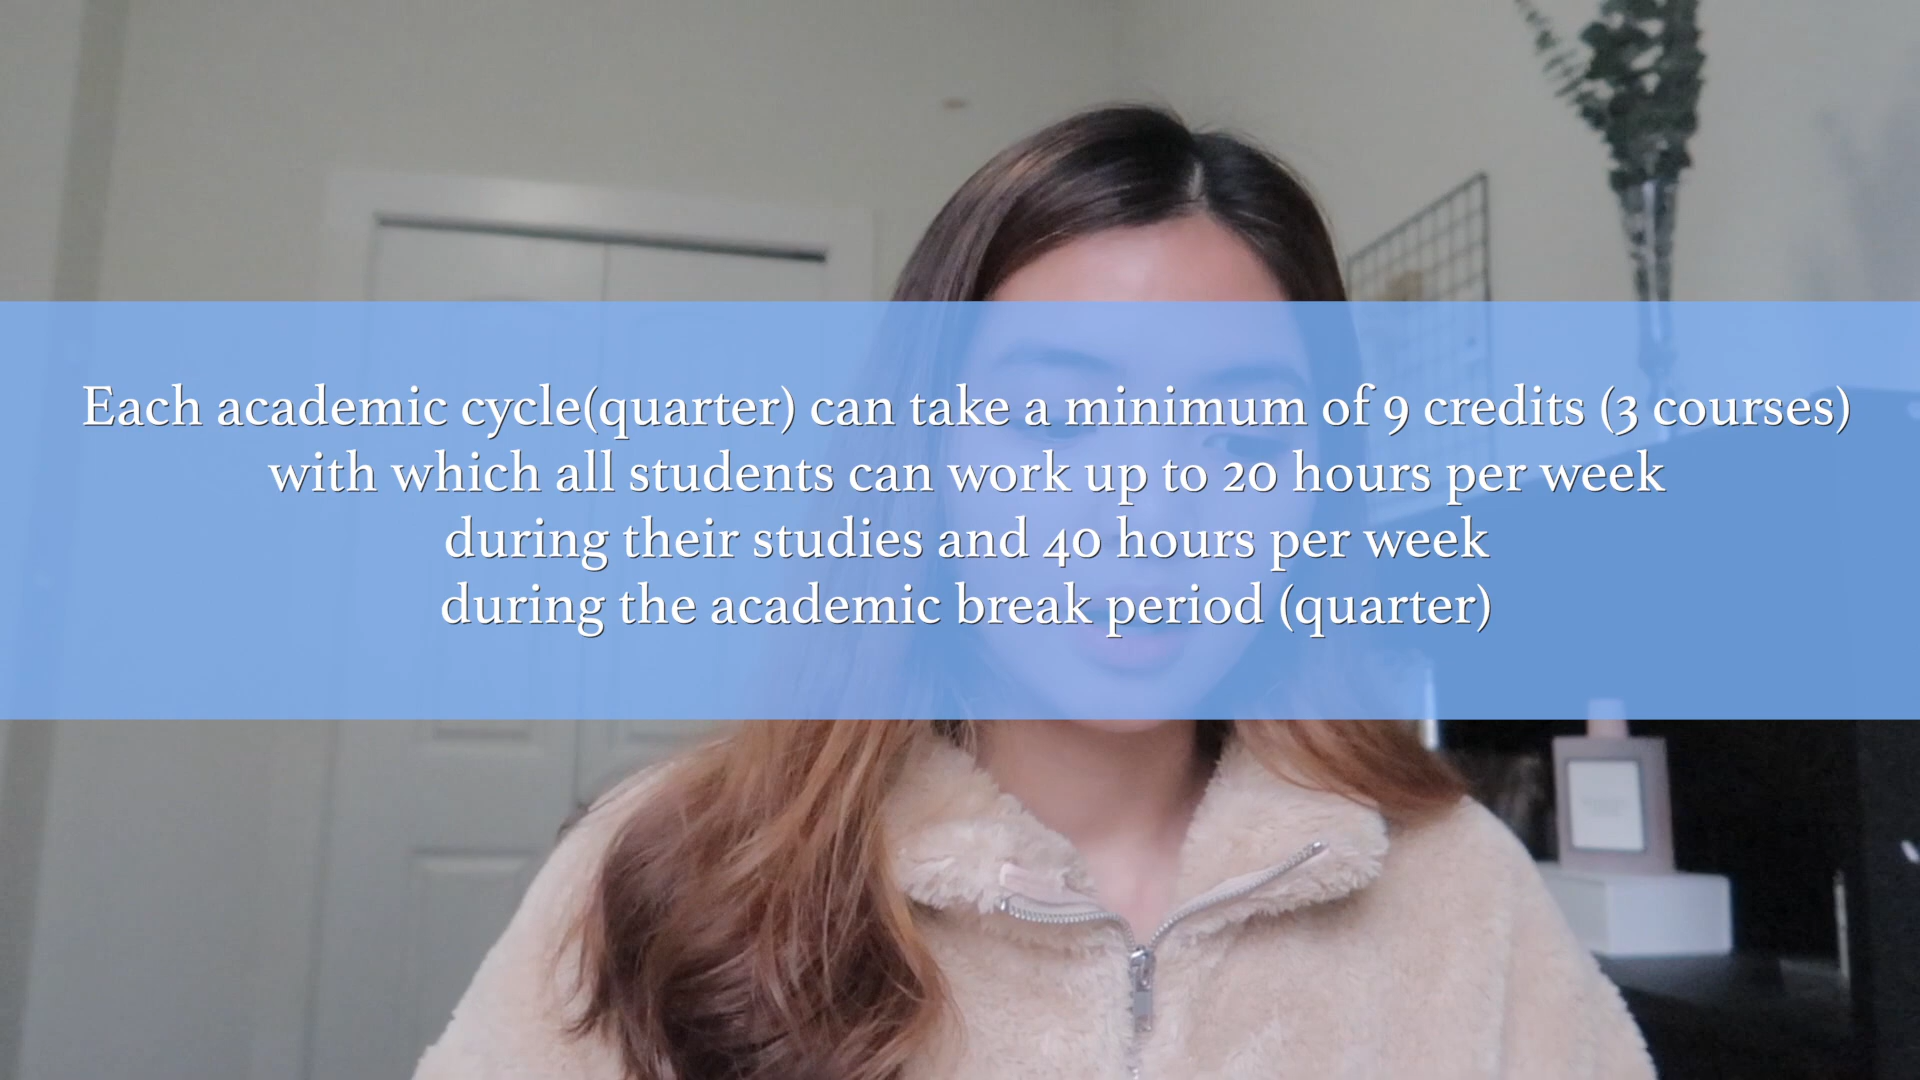 Each academic cycle(quarter) can take a minimum of 9 credits (3 courses)
with which all students can work up to 20 hours per week
during their studies and 40 hours per week
during the academic break period (quarter)